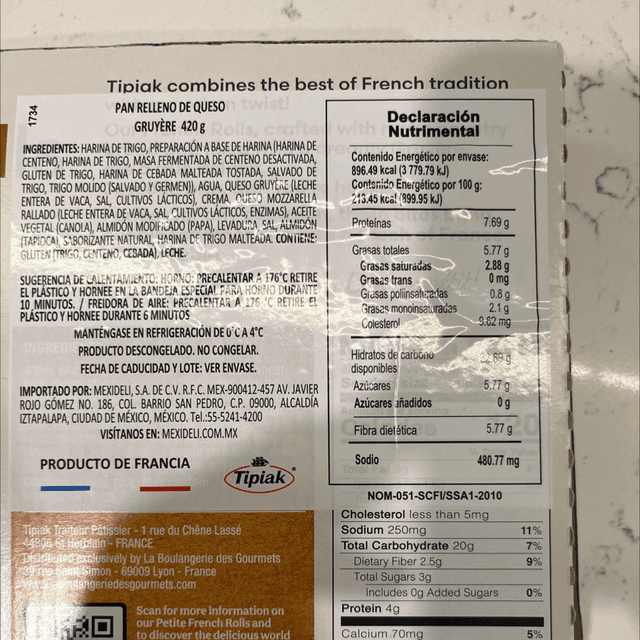 Tipiak combines the best of French tradition
1734
PAN RELLENO DE QUESO
GRUYÈRE 420 g
INGREDIENTES: HARINA DE TRIGO, PREPARACIÓN A BASE DE HARINA (HARINA DE
CENTENO, HARINA DE TRIGO, MASA FERMENTADA DE CENTENO DESACTIVADA,
GLUTEN DE TRIGO, HARINA DE CEBADA MALTEADA TOSTADA, SALVADO DE
TRIGO, TRIGO MOLIDO (SALVADO Y GERMEN)), AGUA, QUESO GRUYÈRE (LECHE
ENTERA DE VACA, SAL, CULTIVOS LÁCTICOS), CREMA, QUESO MOZZARELLA
RALLADO (LECHE ENTERA DE VACA, SAL, CULTIVOS LÁCTICOS, ENZIMAS), ACEITE
VEGETAL (CANOLA), ALMIDÓN MODIFICADO (PAPA), LEVADURA, SAL, ALMIDÓN
(TAPIOCA), SABORIZANTE NATURAL, HARINA DE TRIGO MALTEADA. CONTIENE:
GLUTEN (TRIGO, CENTENO, CEBADA), LECHE.
SUGERENCIA DE CALENTAMIENTO: HORNO: PRECALENTAR A 176°C RETIRE
EL PLÁSTICO Y HORNEE EN LA BANDEJA ESPECIAL PARA HORNO DURANTE
10 MINUTOS / FREIDORA DE AIRE: PRECALENTAR A 176 °C RETIRE EL
PLÁSTICO Y HORNEE DURANTE 6 MINUTOS
MANTÉNGASE EN REFRIGERACIÓN DE 0°C A 4°C
PRODUCTO DESCONGELADO. NO CONGELAR.
FECHA DE CADUCIDAD Y LOTE: VER ENVASE.
IMPORTADO POR: MEXIDELI, S.A. DE C.V. R.F.C. MEX-900412-457 AV. JAVIER
ROJO GÓMEZ NO. 186, COL. BARRIO SAN PEDRO, C.P. 09000, ALCALDÍA
IZTAPALAPA, CIUDAD DE MÉXICO, MÉXICO. Tel.:55-5241-4200
VISÍTANOS EN: MEXIDELI.COM.MX
PRODUCTO DE FRANCIA
Tipiak
Declaración
Nutrimental
Contenido Energético por envase:
896.49 kcal (3 779.79 kJ)
Contenido Energético por 100 g:
213.45 kcal (899.95 kJ)
Proteínas 7.69 g
Grasas totales 5.77 g
Grasas saturadas 2.88 g
Grasas trans 0 mg
Grasas poliinsaturadas 0.8 g
Grasas monoinsaturadas 2.1 g
Colesterol 9.62 mg
Hidratos de carbono 32.69 g
disponibles
Azúcares 5.77 g
Azúcares añadidos 0 g
Fibra dietética 5.77 g
Sodio 480.77 mg
NOM-051-SCFI/SSA1-2010
Cholesterol less than 5mg
Sodium 250mg 11%
Total Carbohydrate 20g 7%
Dietary Fiber 2.5g 9%
Total Sugars 3g
Includes 0g Added Sugars 0%
Protein 4g
Calcium 70mg 5%
Tipiak Traiteur Pâtissier - 1 rue du Chêne Lassé
44806 St Herblain - FRANCE
Distributed exclusively by La Boulangerie des Gourmets
39 rue Saint Simon - 69009 Lyon - France
www.laboulangeriedesgourmets.com
Scan for more information on
our Petite French Rolls and
to discover the delicious world